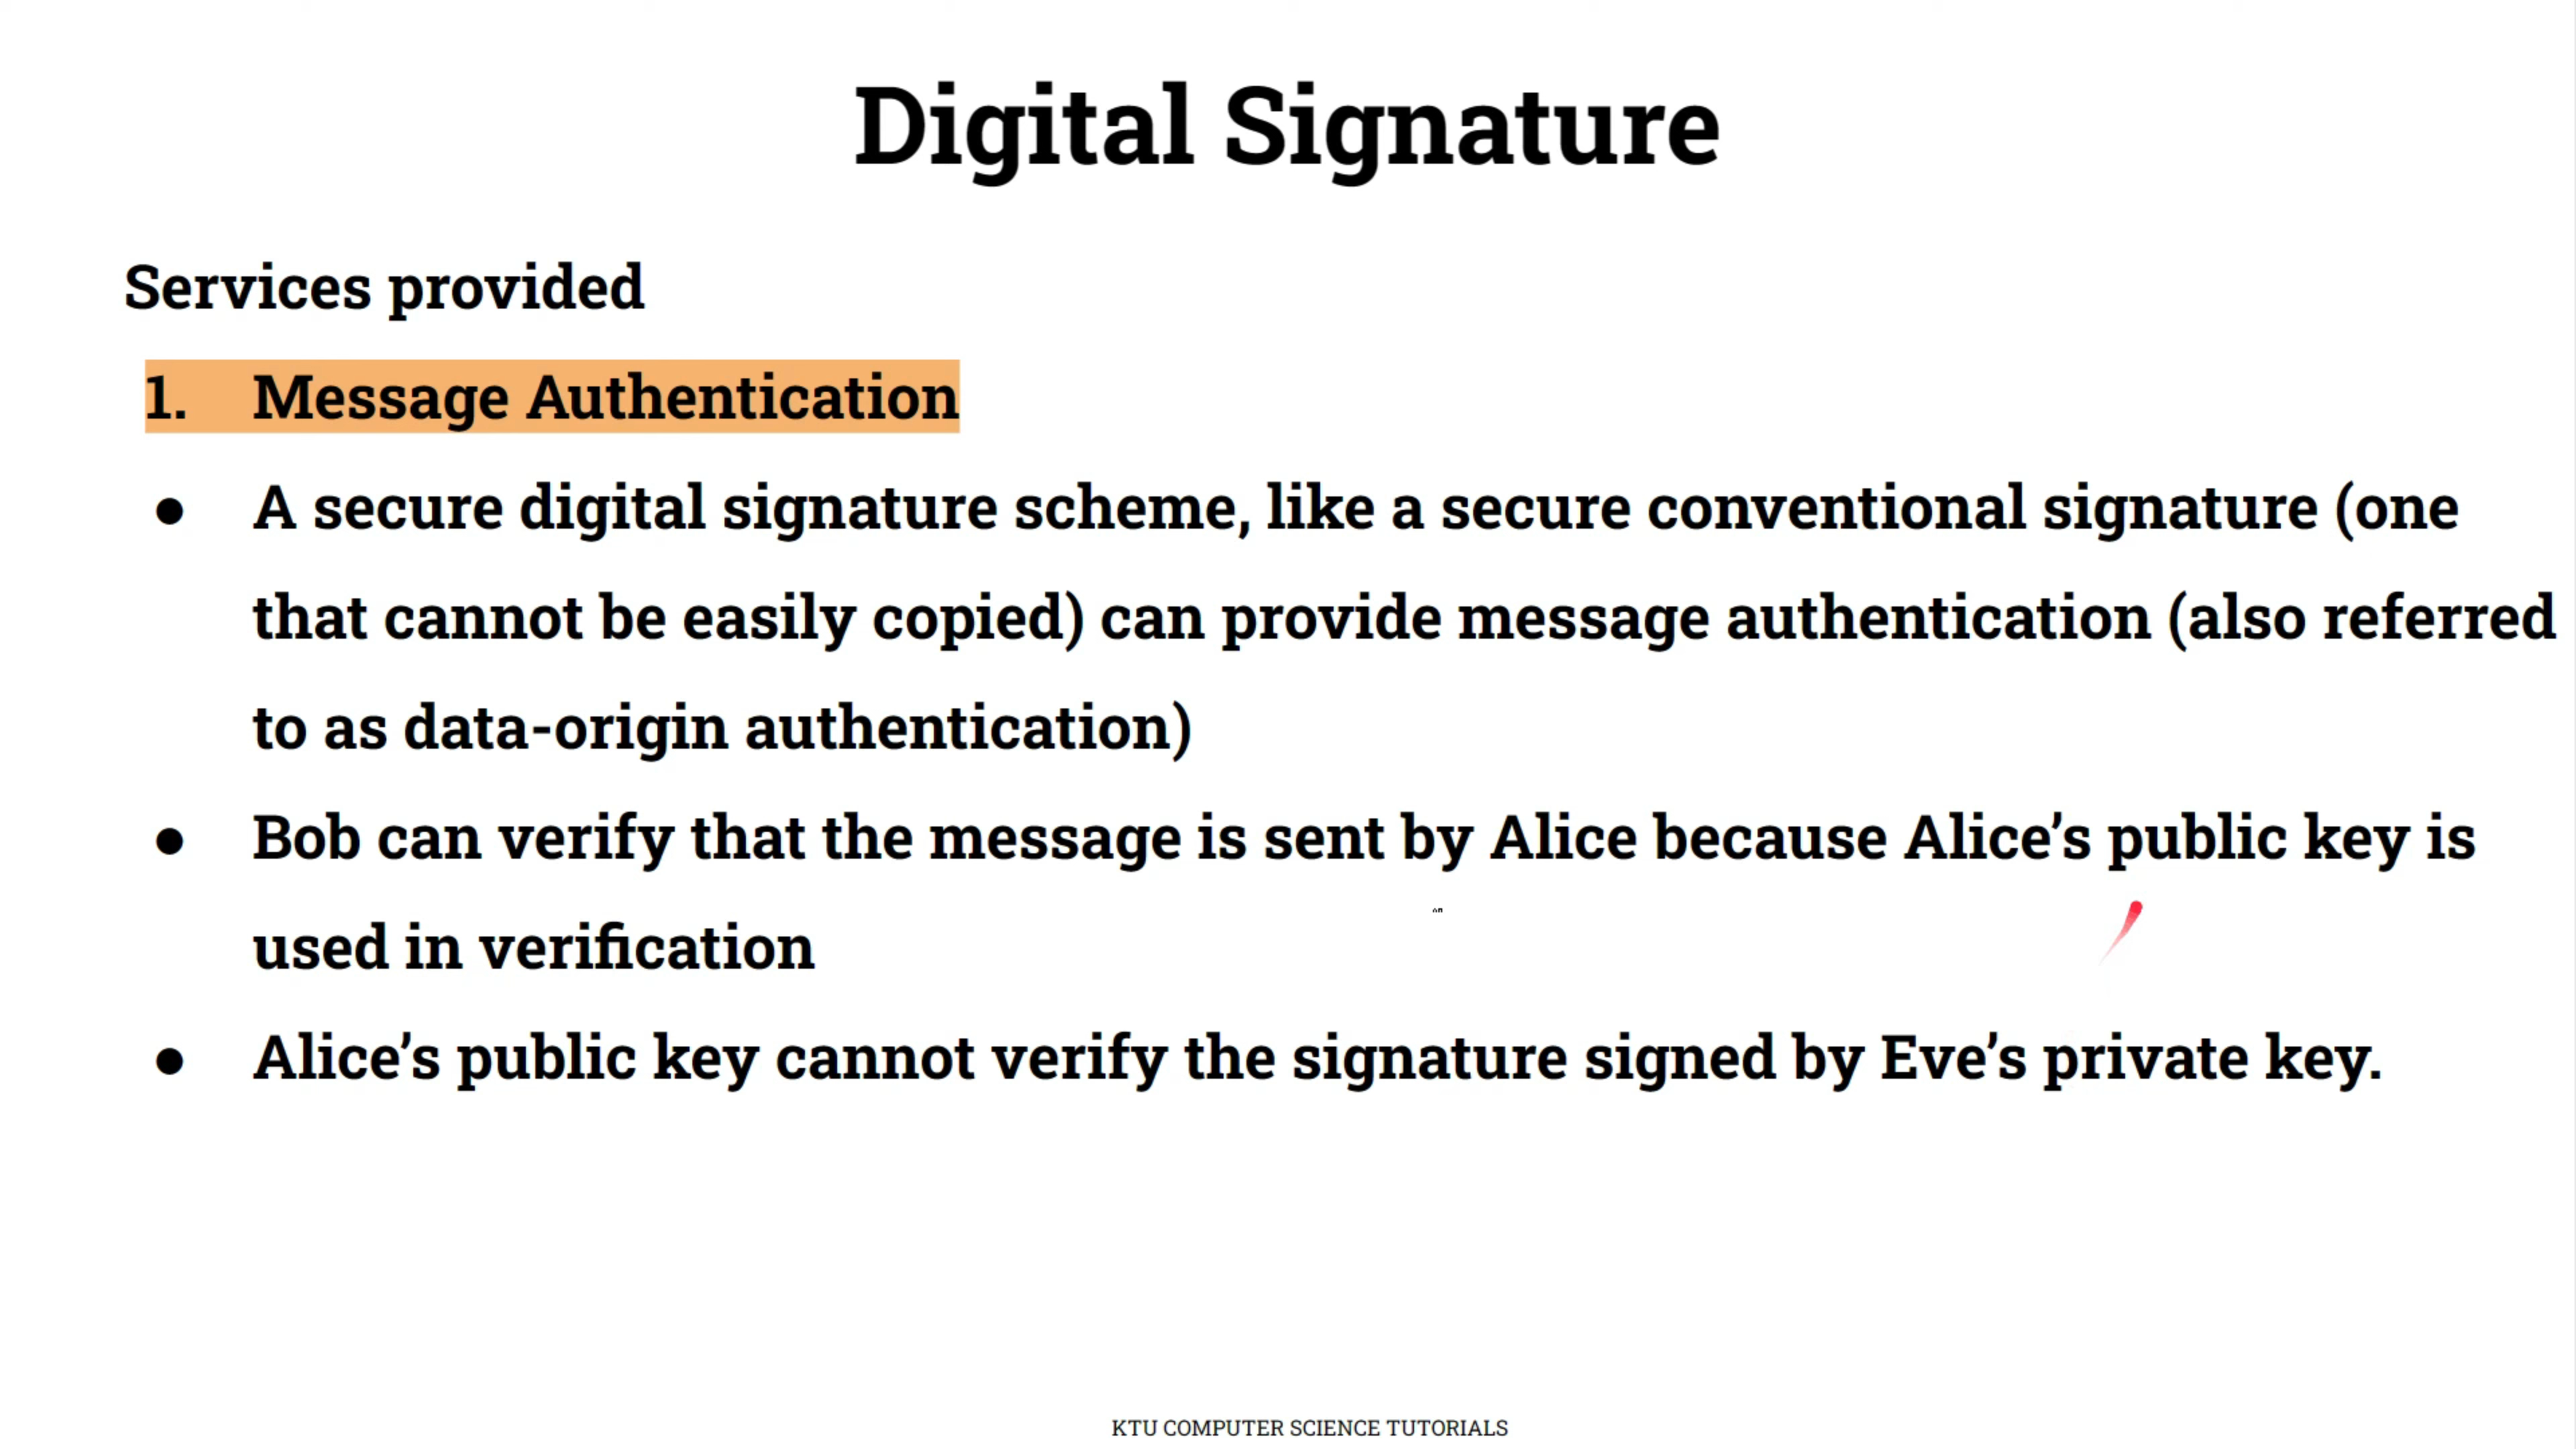 Digital Signature
Services provided
1. Message Authentication
● A secure digital signature scheme, like a secure conventional signature (one
that cannot be easily copied) can provide message authentication (also referred
to as data-origin authentication)
● Bob can verify that the message is sent by Alice because Alice’s public key is
used in verification
● Alice’s public key cannot verify the signature signed by Eve’s private key.
KTU COMPUTER SCIENCE TUTORIALS